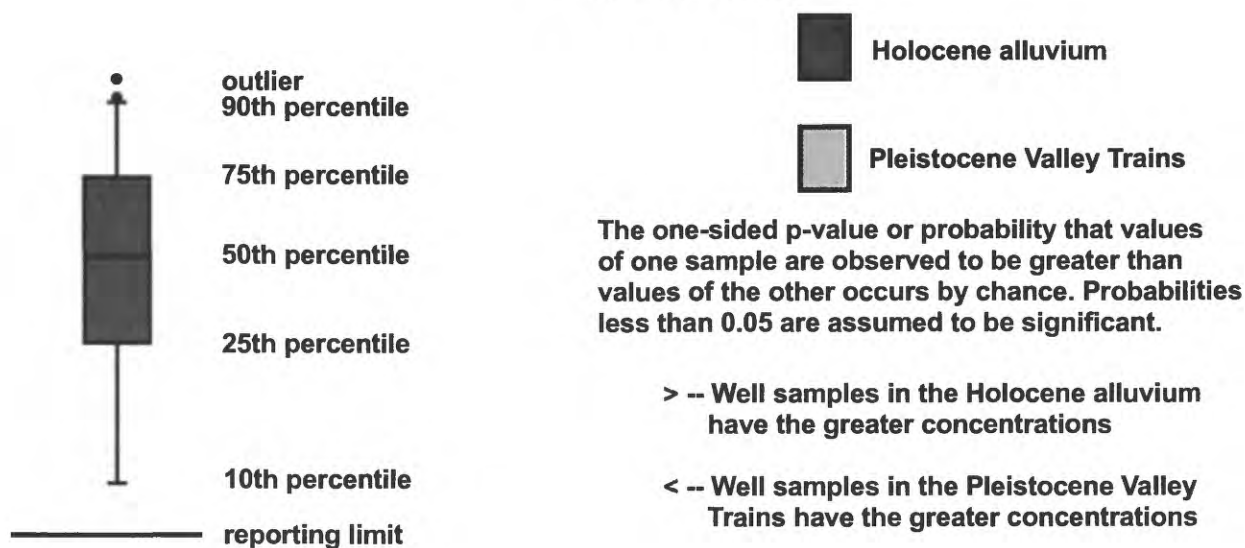 outlier
90th percentile
75th percentile
50th percentile
25th percentile
10th percentile
reporting limit
Holocene alluvium
Pleistocene Valley Trains
The one-sided p-value or probability that values
of one sample are observed to be greater than
values of the other occurs by chance. Probabilities
less than 0.05 are assumed to be significant.
> -- Well samples in the Holocene alluvium
have the greater concentrations
< -- Well samples in the Pleistocene Valley
Trains have the greater concentrations